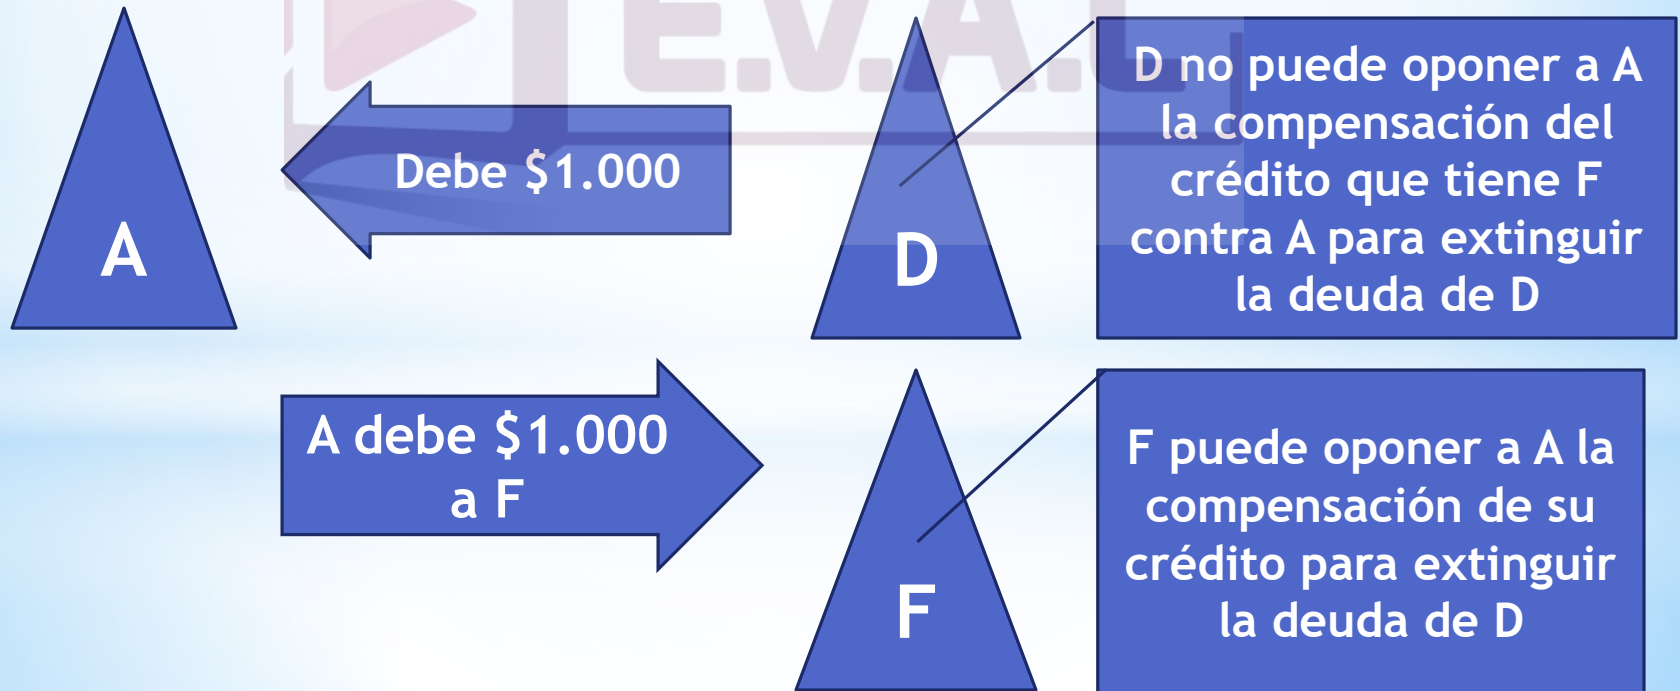 E.V.A.L
A
Debe $1.000
D
D no puede oponer a A
la compensación del
crédito que tiene F
contra A para extinguir
la deuda de D
A debe $1.000
a F
F
F puede oponer a A la
compensación de su
crédito para extinguir
la deuda de D